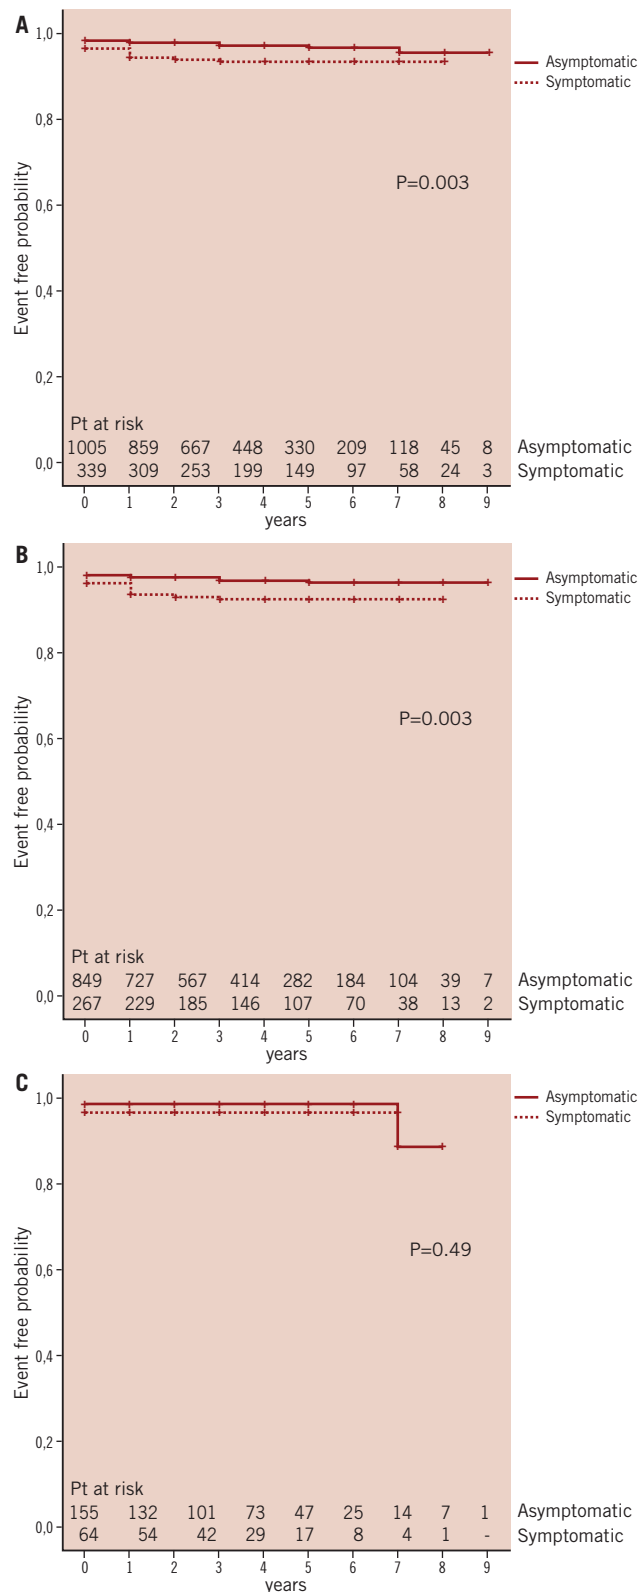 A
1,0
Asymptomatic
Symptomatic
0,8
P=0.003
0,6
Event free probability
0,4
0,2
Pt at risk
1005 859 667 448 330 209 118 45 8 Asymptomatic
0,0
339 309 253 199 149 97 58 24 3 Symptomatic
0 1 2 3 4 5 6 7 8 9
years
B
1,0
Asymptomatic
Symptomatic
0,8
P=0.003
0,6
Event free probability
0,4
0,2
Pt at risk
849 727 567 414 282 184 104 39 7 Asymptomatic
0,0
267 229 185 146 107 70 38 13 2 Symptomatic
0 1 2 3 4 5 6 7 8 9
years
C
1,0
Asymptomatic
Symptomatic
0,8
P=0.49
0,6
Event free probability
0,4
0,2
Pt at risk
155 132 101 73 47 25 14 7 1 Asymptomatic
0,0
64 54 42 29 17 8 4 1 - Symptomatic
0 1 2 3 4 5 6 7 8 9
years